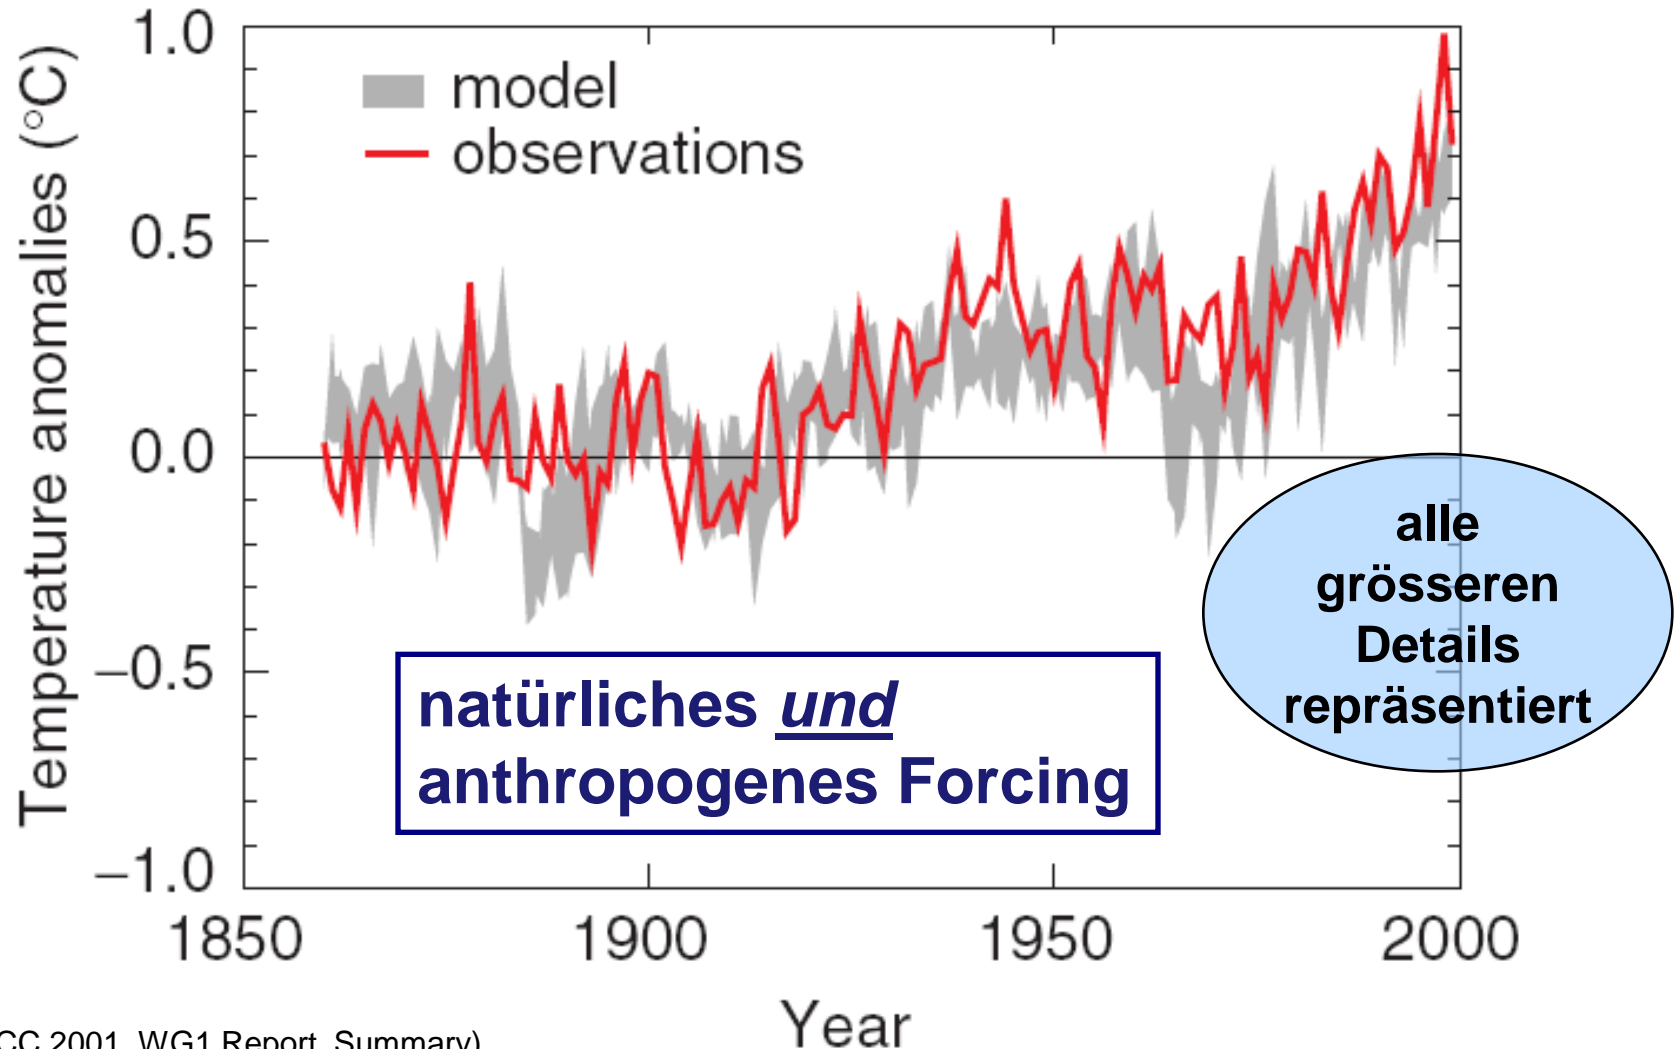 1.0
model
observations
0.5
0.0
−0.5
−1.0
Temperature anomalies (°C)
alle
grösseren
Details
repräsentiert
natürliches und
anthropogenes Forcing
1850
1900
1950
2000
Year
CC 2001, WG1 Report, Summary)